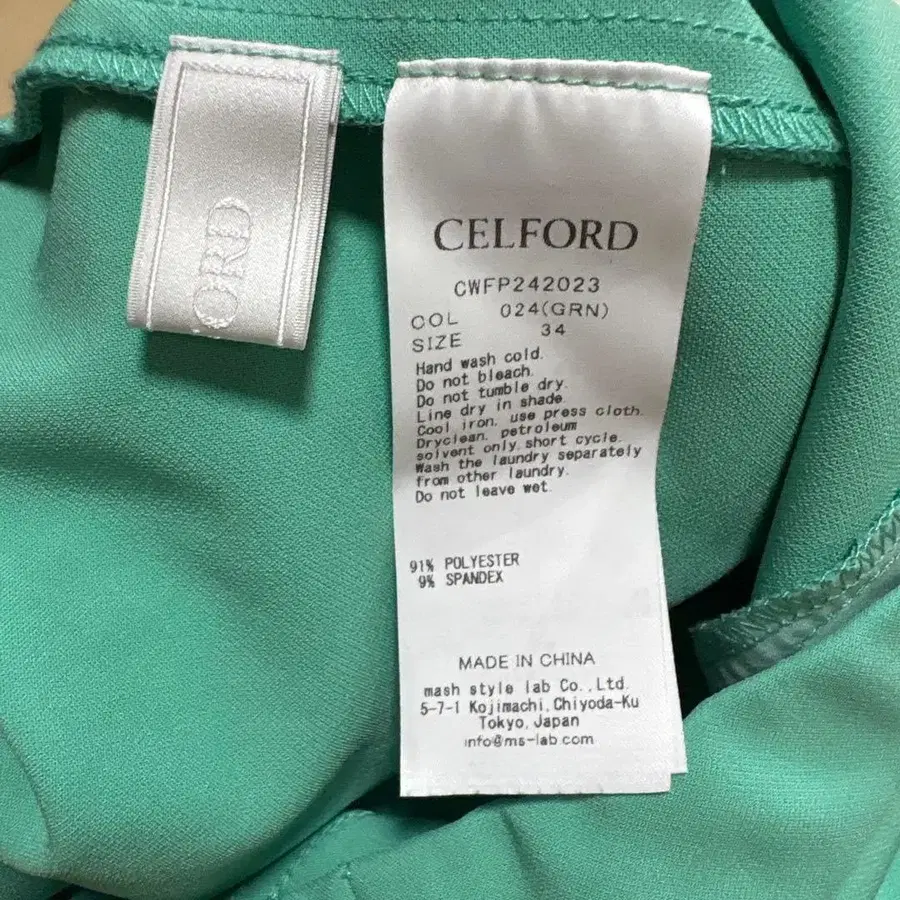 ORD
CELFORD
CWFP242023
COL 024(GRN)
SIZE 34
Hand wash cold.
Do not bleach.
Do not tumble dry.
Line dry in shade.
Cool iron. use press cloth.
Dryclean. petroleum
solvent only.short cycle.
Wash the laundry separately
from other laundry.
Do not leave wet.
91% POLYESTER
9% SPANDEX
MADE IN CHINA
mash style lab Co.,Ltd.
5-7-1 Kojimachi,Chiyoda-Ku
Tokyo,Japan
info@ms-lab.com